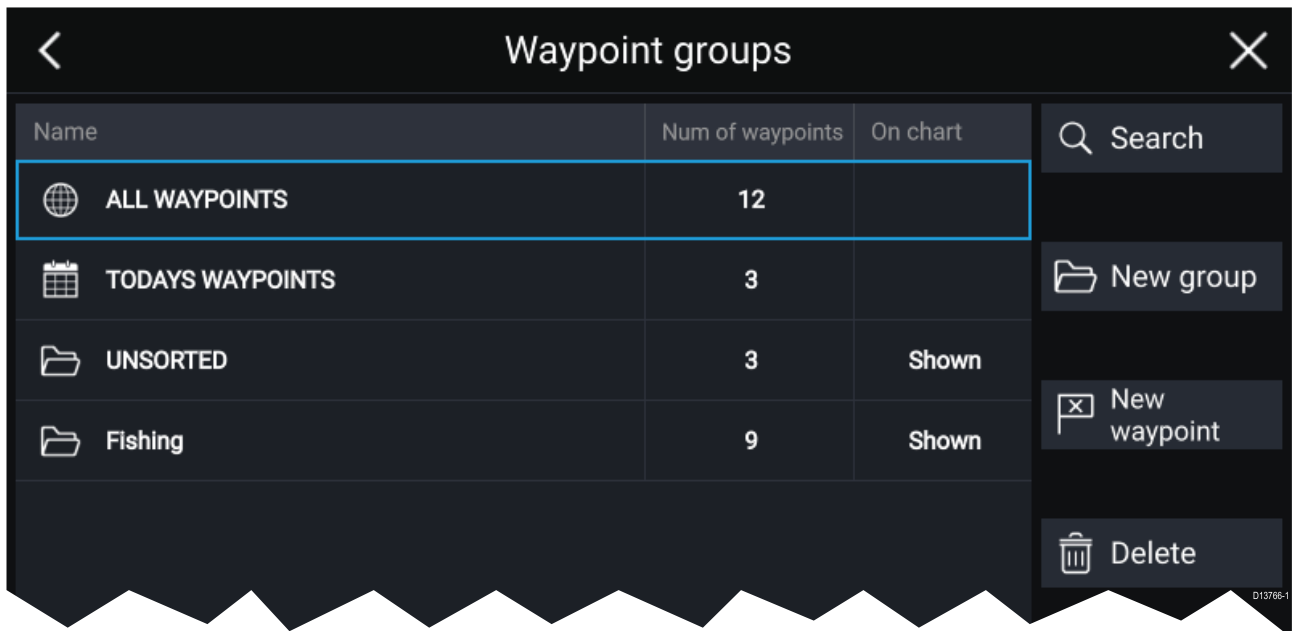 Waypoint groups
Name Num of waypoints On chart
ALL WAYPOINTS 12
TODAYS WAYPOINTS 3
UNSORTED 3 Shown
Fishing 9 Shown
Search
New group
New
waypoint
Delete
D13766-1